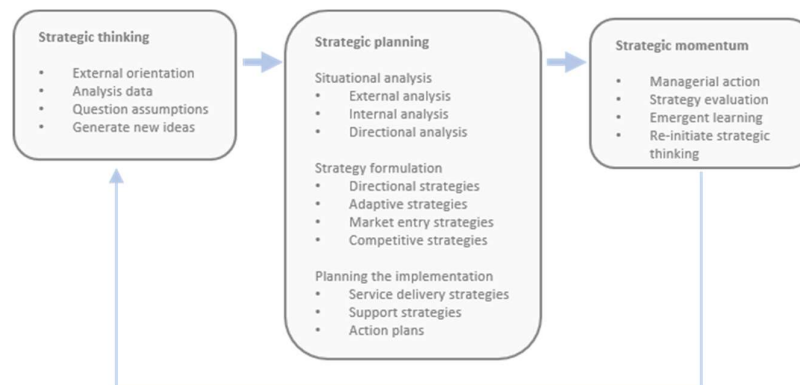 Strategic thinking
• External orientation
• Analysis data
• Question assumptions
• Generate new ideas
Strategic planning
Situational analysis
• External analysis
• Internal analysis
• Directional analysis
Strategy formulation
• Directional strategies
• Adaptive strategies
• Market entry strategies
• Competitive strategies
Planning the implementation
• Service delivery strategies
• Support strategies
• Action plans
Strategic momentum
• Managerial action
• Strategy evaluation
• Emergent learning
• Re-initiate strategic
thinking